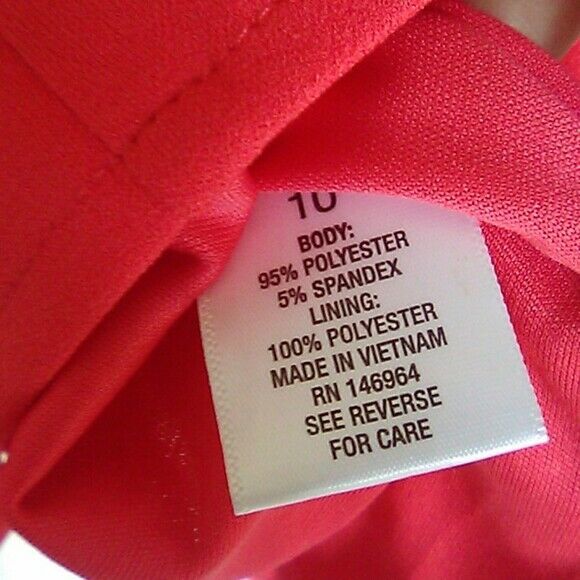 10
BODY:
95% POLYESTER
5% SPANDEX
LINING:
100% POLYESTER
MADE IN VIETNAM
RN 146964
SEE REVERSE
FOR CARE